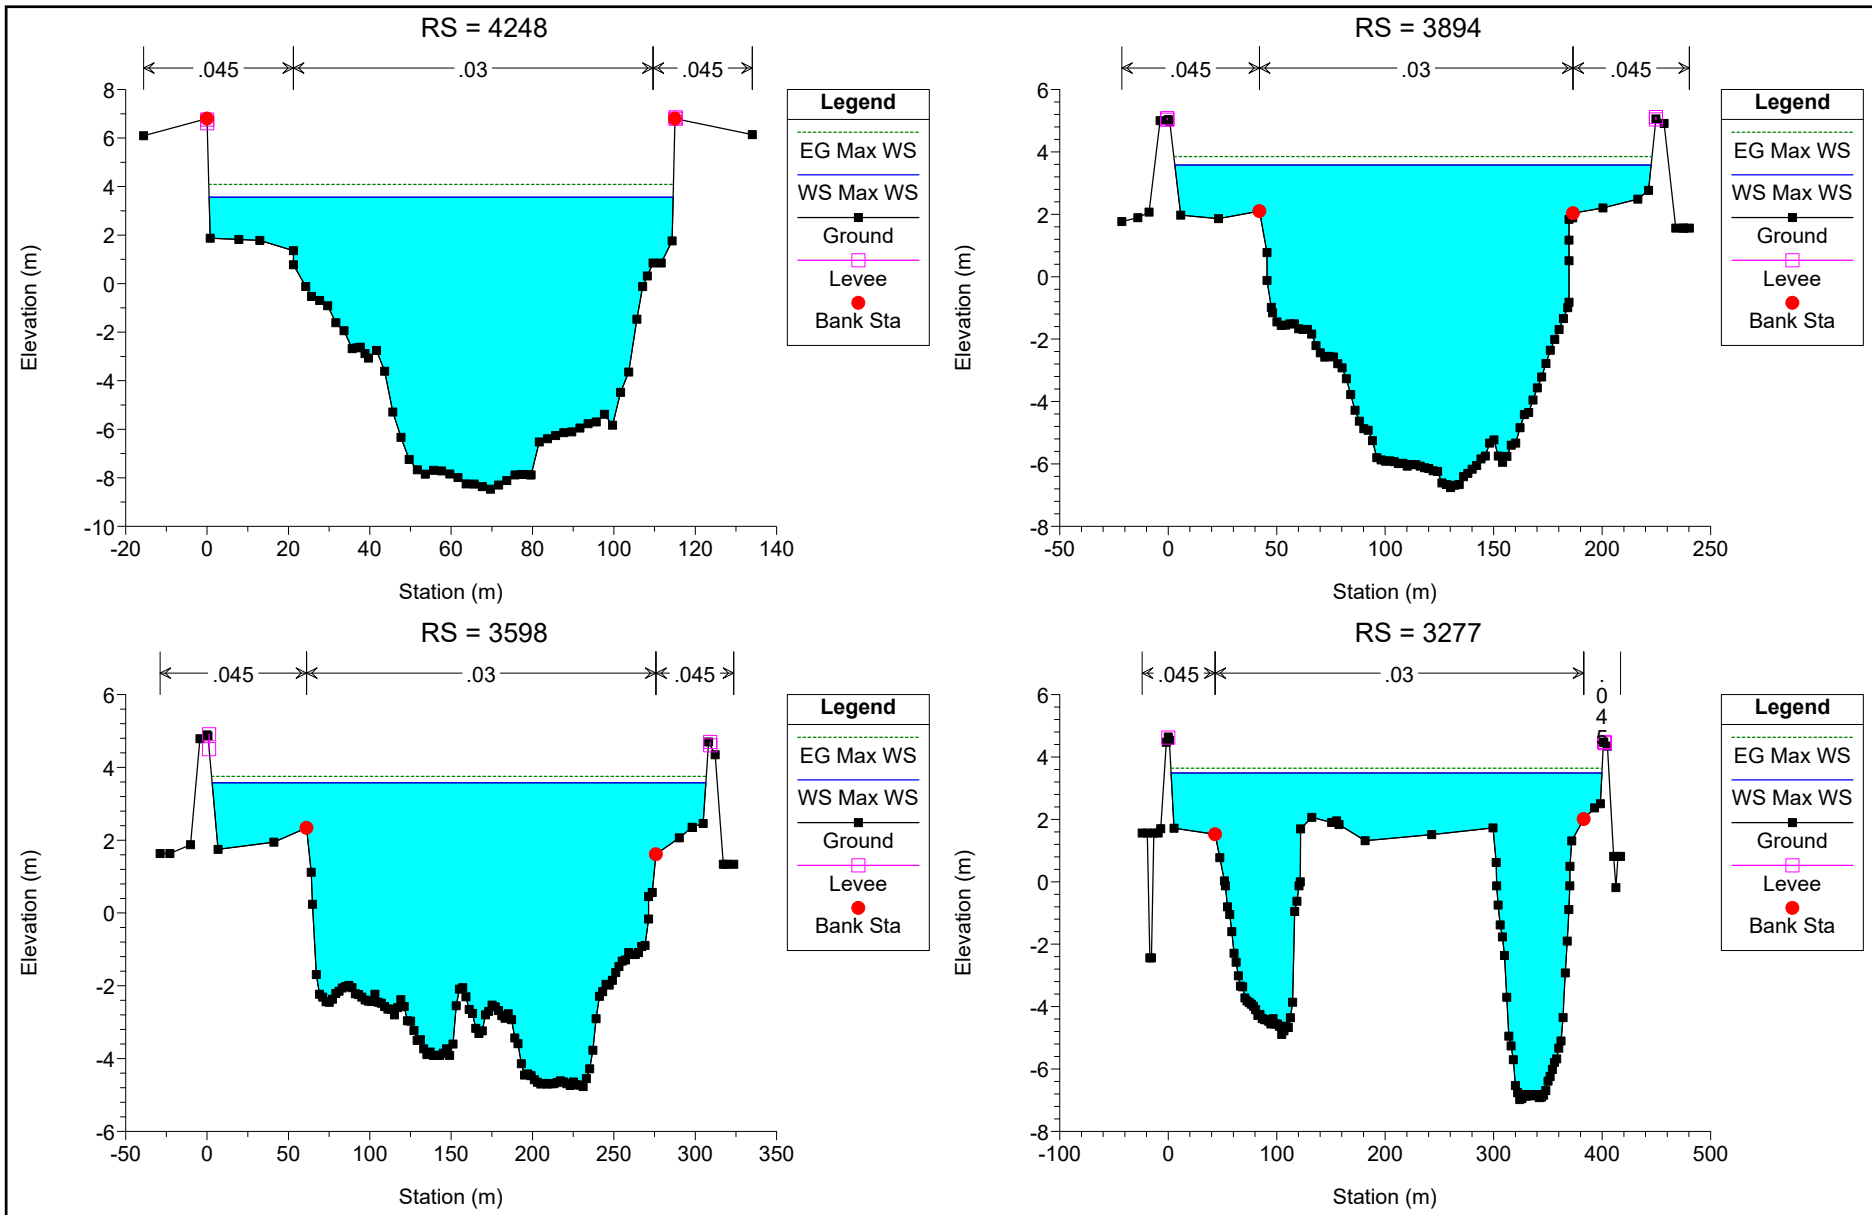 RS = 4248
.045 .03 .045
8
6
4
2
0
-2
-4
-6
-8
-10
-20 0 20 40 60 80 100 120 140
Elevation (m)
Station (m)
Legend
EG Max WS
WS Max WS
Ground
Levee
Bank Sta
RS = 3894
.045 .03 .045
6
4
2
0
-2
-4
-6
-8
-50 0 50 100 150 200 250
Elevation (m)
Station (m)
Legend
EG Max WS
WS Max WS
Ground
Levee
Bank Sta
RS = 3598
.045 .03 .045
6
4
2
0
-2
-4
-6
-50 0 50 100 150 200 250 300 350
Elevation (m)
Station (m)
Legend
EG Max WS
WS Max WS
Ground
Levee
Bank Sta
RS = 3277
.045 .03 .
0
4
5
6
4
2
0
-2
-4
-6
-8
-100 0 100 200 300 400 500
Elevation (m)
Station (m)
Legend
EG Max WS
WS Max WS
Ground
Levee
Bank Sta